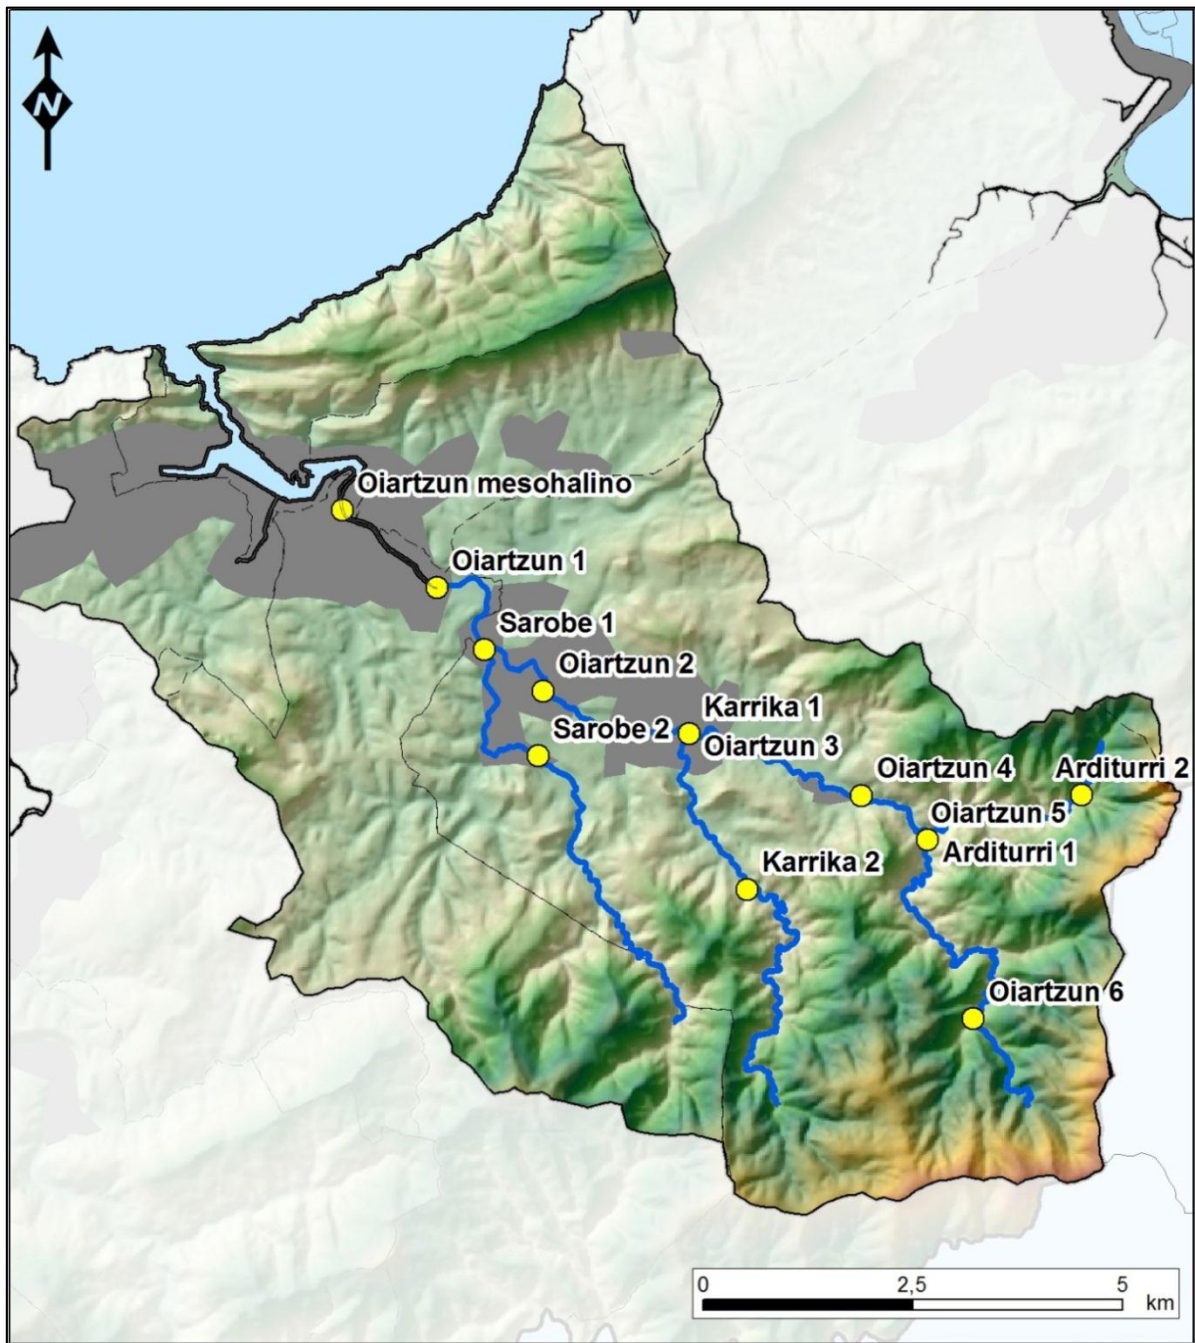 N
Oiartzun mesohalino
Oiartzun 1
Sarobe 1
Oiartzun 2
Karrika 1
Sarobe 2
Oiartzun 3
Oiartzun 4
Arditurri 2
Oiartzun 5
Arditurri 1
Karrika 2
Oiartzun 6
0 2,5 5
km